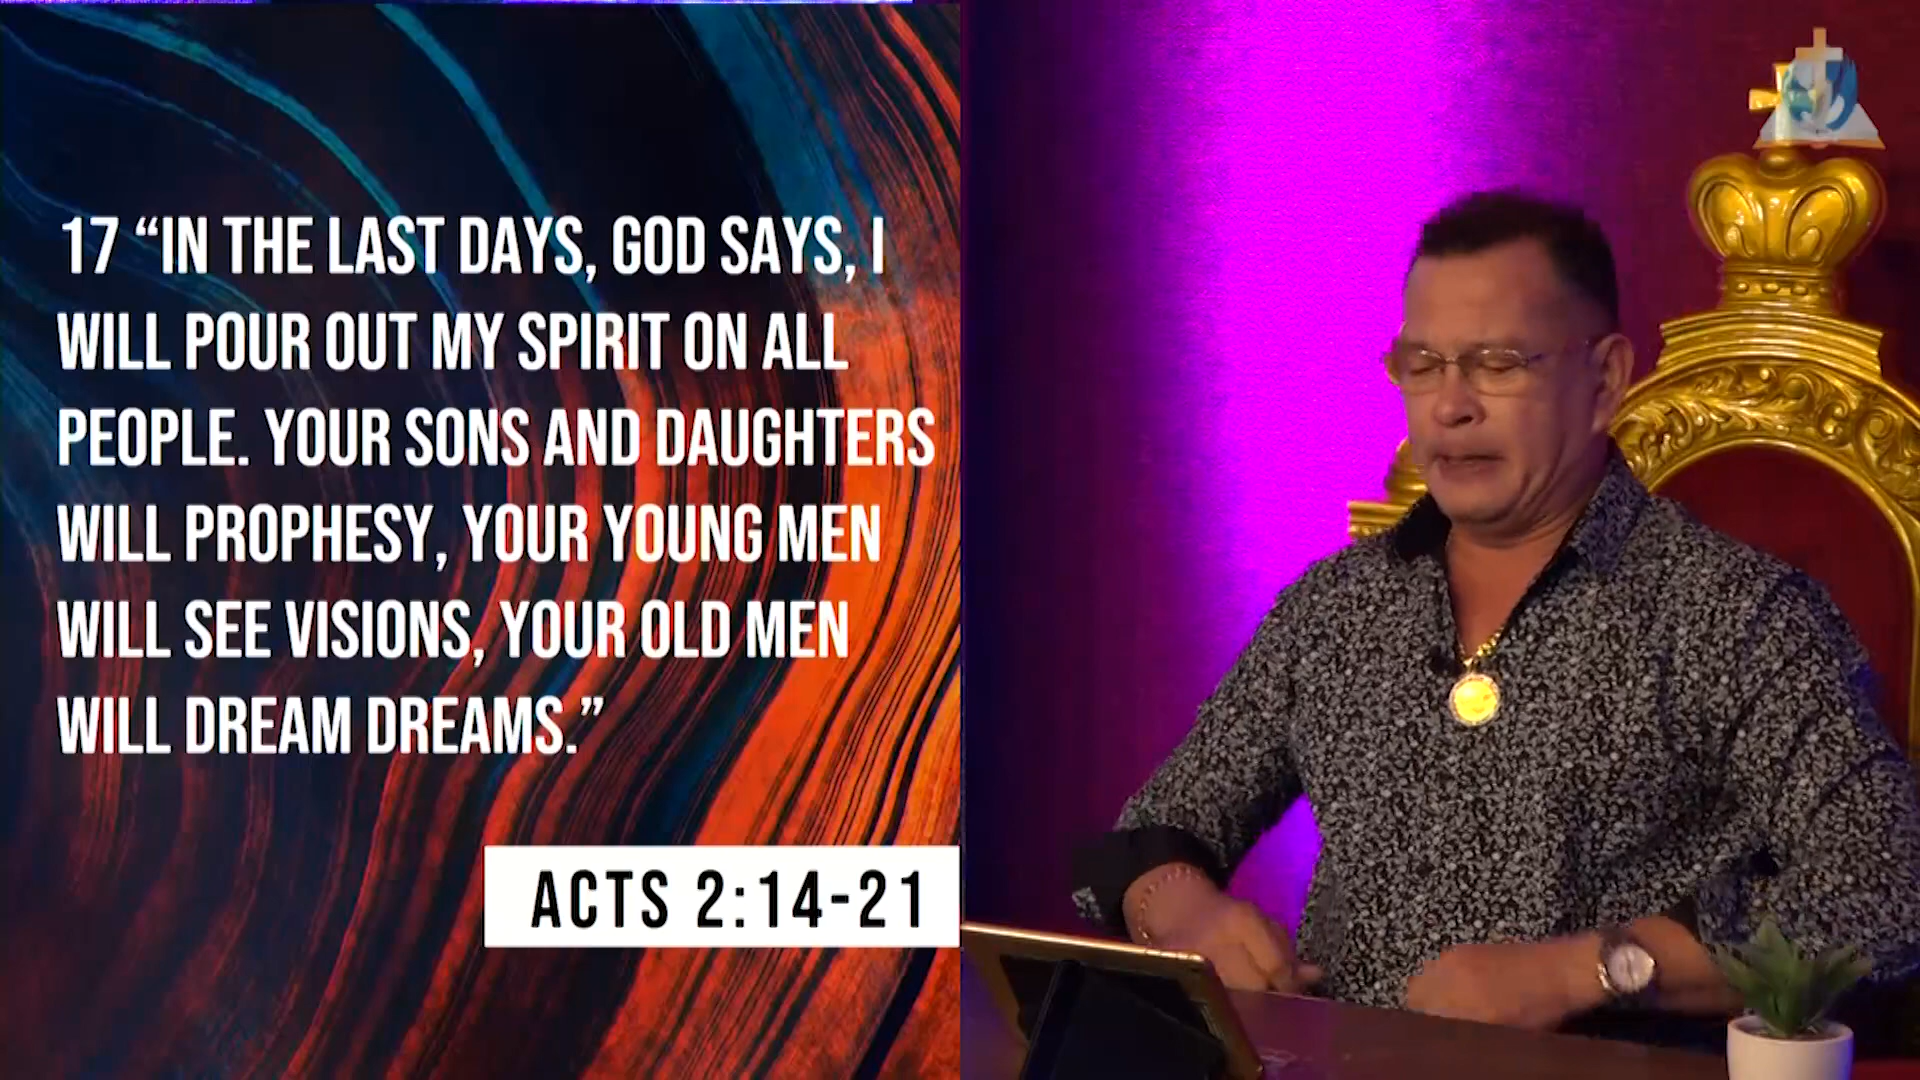 17 “IN THE LAST DAYS, GOD SAYS, I
WILL POUR OUT MY SPIRIT ON ALL
PEOPLE. YOUR SONS AND DAUGHTERS
WILL PROPHESY, YOUR YOUNG MEN
WILL SEE VISIONS, YOUR OLD MEN
WILL DREAM DREAMS.”
ACTS 2:14-21